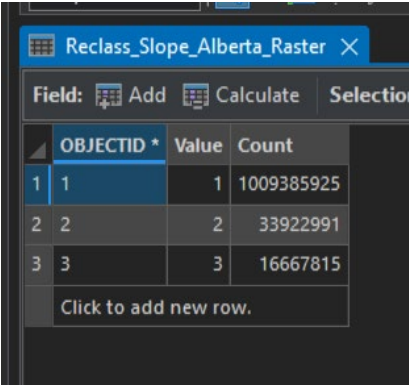 Reclass_Slope_Alberta_Raster
Field: Add Calculate Selection
OBJECTID * Value Count
1 1 1 1009385925
2 2 2 33922991
3 3 3 16667815
Click to add new row.